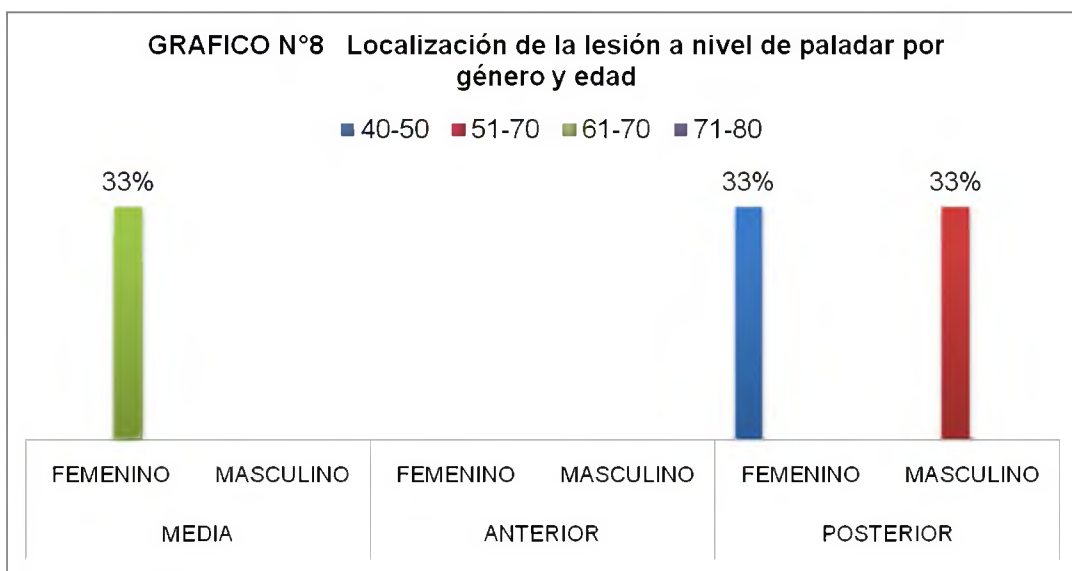 GRAFICO N°8 Localización de la lesión a nivel de paladar por
género y edad
40-50 51-70 61-70 71-80
33% 33% 33%
FEMENINO MASCULINO FEMENINO MASCULINO FEMENINO MASCULINO
MEDIA ANTERIOR POSTERIOR